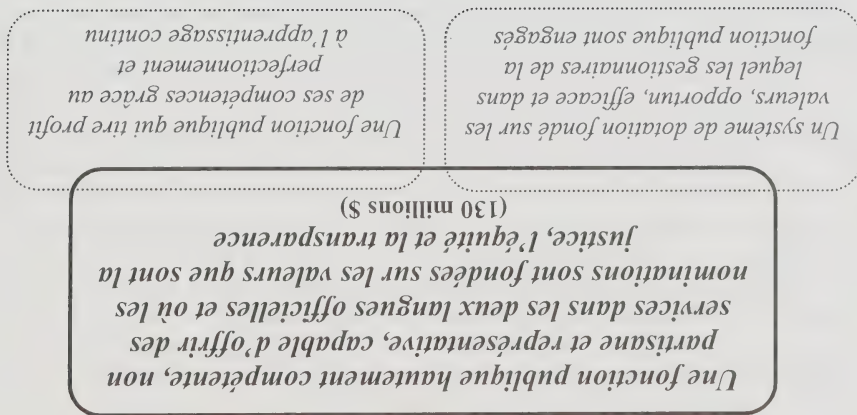 Une fonction publique hautement compétente, non
partisane et représentative, capable d'offrir des
services dans les deux langues officielles et où les
nominations sont fondées sur les valeurs que sont la
justice, l'équité et la transparence
(130 millions $)
Un système de dotation fondé sur les
valeurs, opportun, efficace et dans
lequel les gestionnaires de la
fonction publique sont engagés
Une fonction publique qui tire profit
de ses compétences grâce au
perfectionnement et
à l'apprentissage continu